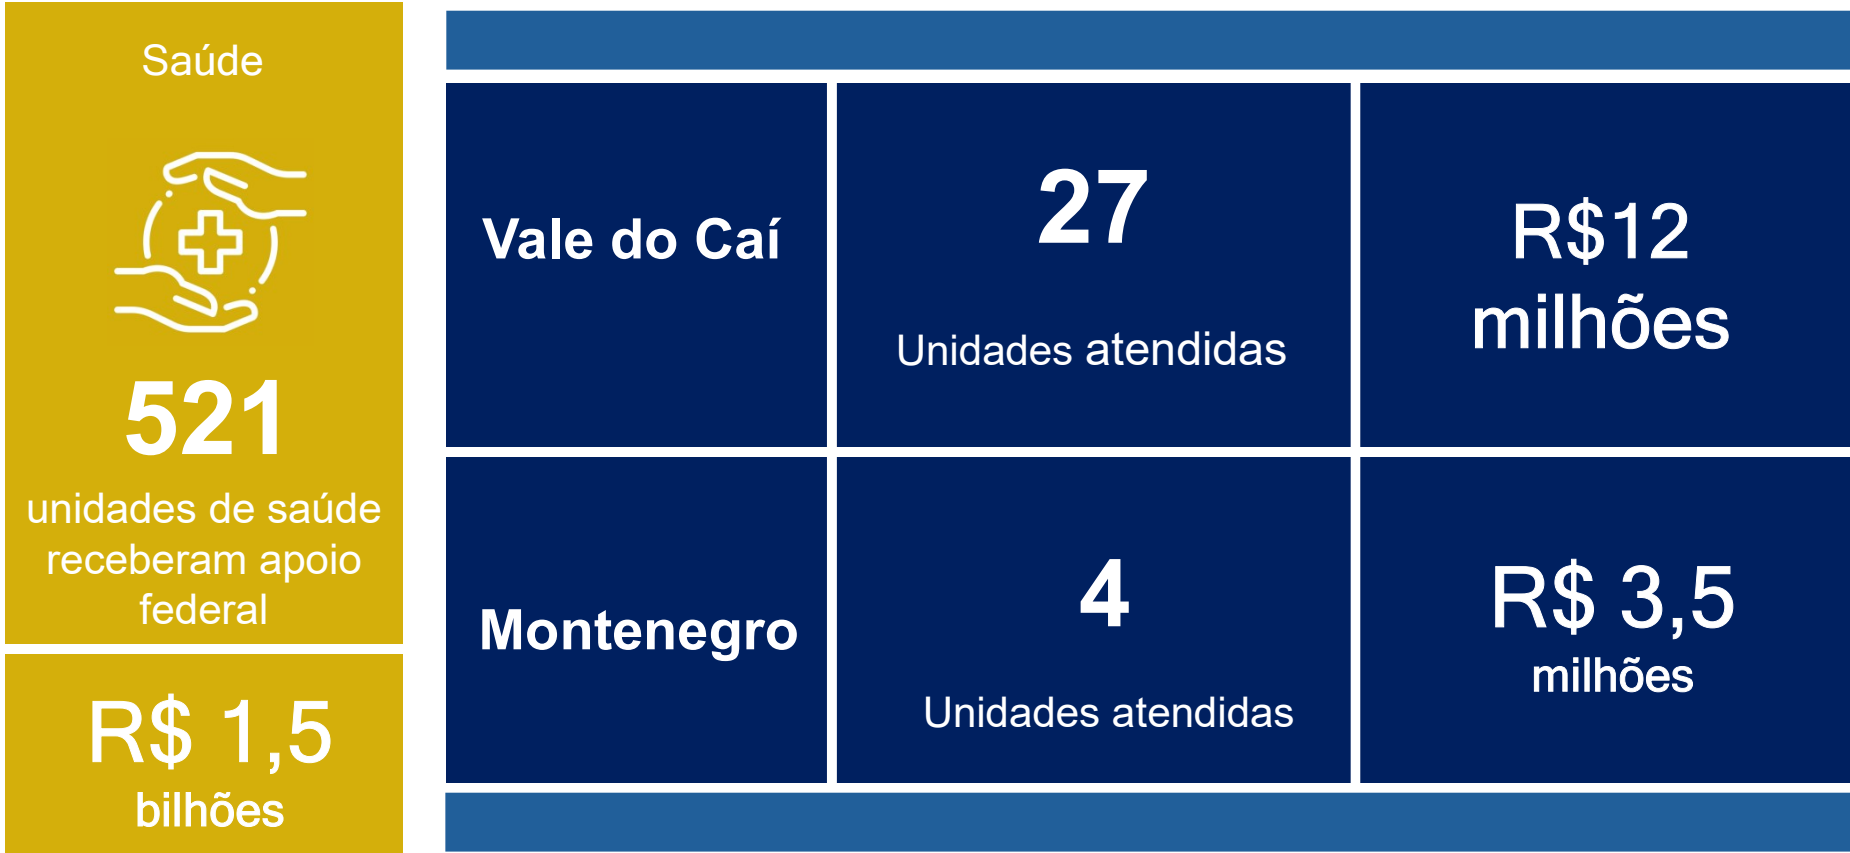 Saúde
521
unidades de saúde
receberam apoio
federal
R$ 1,5
bilhões
Vale do Caí
27
Unidades atendidas
R$12
milhões
Montenegro
4
Unidades atendidas
R$ 3,5
milhões